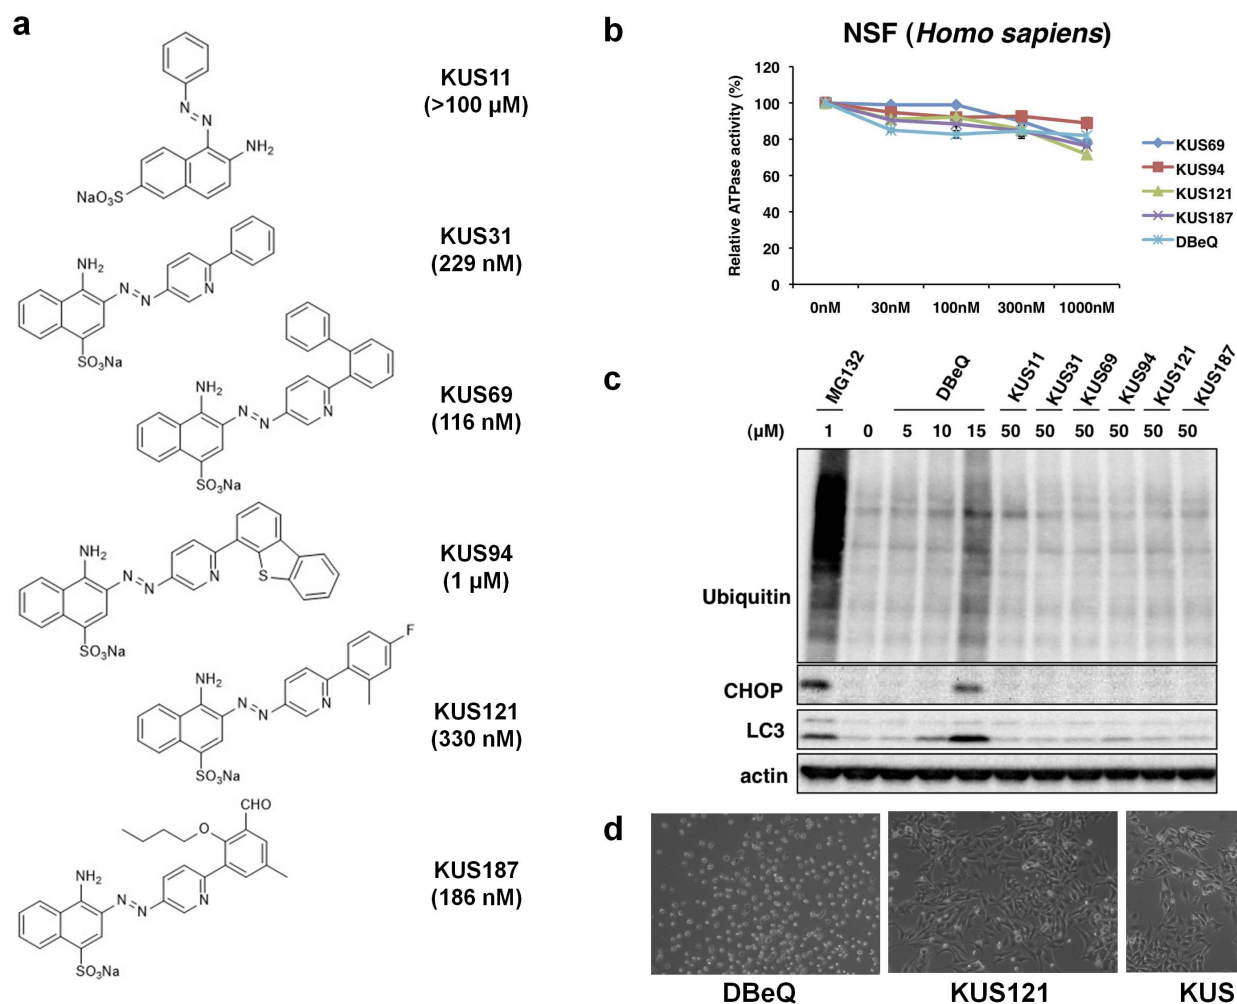 a
KUS11
(>100 µM)
N
N
NH₂
NaO₃S
KUS31
(229 nM)
NH₂
N
N
N
SO₃Na
KUS69
(116 nM)
NH₂
N
N
N
SO₃Na
KUS94
(1 µM)
NH₂
N
N
N
S
SO₃Na
KUS121
(330 nM)
F
NH₂
N
N
N
SO₃Na
KUS187
(186 nM)
CHO
O
NH₂
N
N
N
SO₃Na
b
NSF (Homo sapiens)
Relative ATPase activity (%)
120
100
80
60
40
20
0
0nM 30nM 100nM 300nM 1000nM
KUS69
KUS94
KUS121
KUS187
DBeQ
c
MG132 DBeQ KUS11 KUS31 KUS69 KUS94 KUS121 KUS187
(µM) 1 0 5 10 15 50 50 50 50 50 50
Ubiquitin
CHOP
LC3
actin
d
DBeQ KUS121 KUS